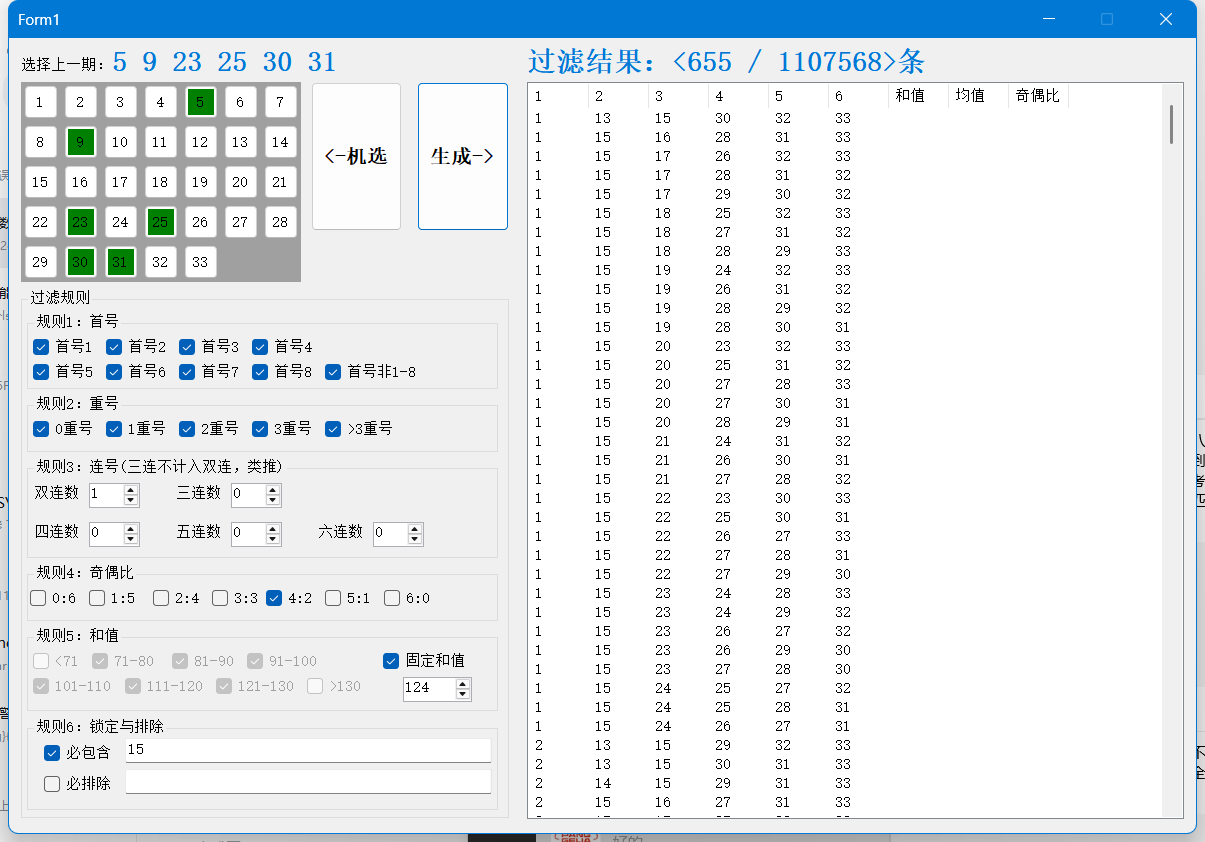 Form1
选择上一期：5 9 23 25 30 31
1 2 3 4 5 6 7
8 9 10 11 12 13 14
15 16 17 18 19 20 21
22 23 24 25 26 27 28
29 30 31 32 33
<-机选
生成->
过滤规则
规则1：首号
首号1 首号2 首号3 首号4
首号5 首号6 首号7 首号8 首号非1-8
规则2：重号
0重号 1重号 2重号 3重号 >3重号
规则3：连号(三连不计入双连，类推)
双连数 1 三连数 0
四连数 0 五连数 0 六连数 0
规则4：奇偶比
0:6 1:5 2:4 3:3 4:2 5:1 6:0
规则5：和值
<71 71-80 81-90 91-100 固定和值
101-110 111-120 121-130 >130 124
规则6：锁定与排除
必包含 15
必排除
过滤结果：<655 / 1107568>条
1 2 3 4 5 6 和值 均值 奇偶比
1 13 15 30 32 33
1 15 16 28 31 33
1 15 17 26 32 33
1 15 17 28 31 32
1 15 17 29 30 32
1 15 18 25 32 33
1 15 18 27 31 32
1 15 18 28 29 33
1 15 19 24 32 33
1 15 19 26 31 32
1 15 19 28 29 32
1 15 19 28 30 31
1 15 20 23 32 33
1 15 20 25 31 32
1 15 20 27 28 33
1 15 20 27 30 31
1 15 20 28 29 31
1 15 21 24 31 32
1 15 21 26 30 31
1 15 21 27 28 32
1 15 22 23 30 33
1 15 22 25 30 31
1 15 22 26 27 33
1 15 22 27 28 31
1 15 22 27 29 30
1 15 23 24 28 33
1 15 23 24 29 32
1 15 23 26 27 32
1 15 23 26 29 30
1 15 23 27 28 30
1 15 24 25 27 32
1 15 24 25 28 31
1 15 24 26 27 31
2 13 15 29 32 33
2 13 15 30 31 33
2 14 15 29 31 33
2 15 16 27 31 33